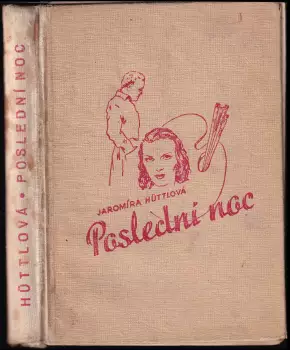 HÜTTLOVÁ • POSLEDNÍ NOC
JAROMÍRA HÜTTLOVÁ
Poslední noc